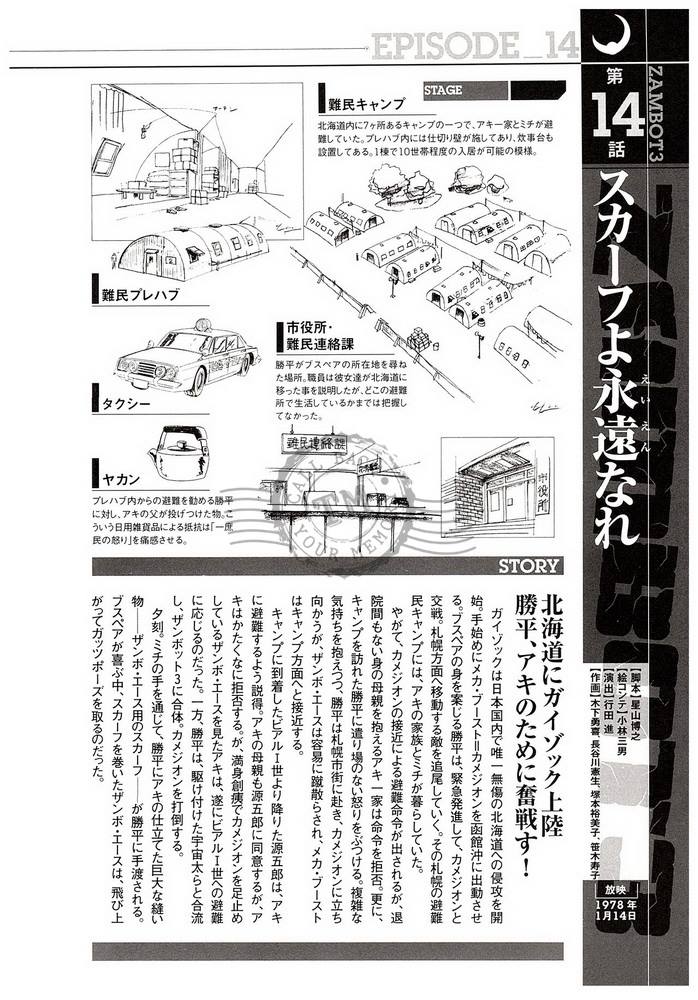 EPISODE_14
ZAMBOT3
第
14
話
スカーフよ永遠なれ
えいえん
【脚本】星山博之
【絵コンテ】小林三男
【演出】行田 進
【作画】木下勇喜、長谷川憲生、塚本裕美子、笹木寿子
放映
1978年
1月14日
STAGE
難民キャンプ
北海道内に7ヶ所あるキャンプの一つで、アキ一家とミチが避
難していた。プレハブ内には仕切り壁が施してあり、炊事台も
設置してある。1棟で10世帯程度の入居が可能の模様。
難民プレハブ
タクシー
ヤカン
プレハブ内からの避難を勧める勝平
に対し、アキの父が投げつけた物。こ
ういう日用雑貨品による抵抗は「一庶
民の怒り」を痛感させる。
市役所・
難民連絡課
勝平がブスペアの所在地を尋ね
た場所。職員は彼女達が北海道に
移った事を説明したが、どこの避難
所で生活しているかまでは把握し
てなかった。
難民連絡課
市役所
STORY
北海道にガイゾック上陸
勝平、アキのために奮戦す！
ガイゾックは日本国内で唯一無傷の北海道への侵攻を開
始。手始めにメカ・ブースト＝カメジオンを函館沖に出動させ
る。ブスペアの身を案じる勝平は、緊急発進して、カメジオンと
交戦。札幌方面へ移動する敵を追尾していく。その札幌の避難
民キャンプには、アキの家族とミチが暮らしていた。
やがて、カメジオンの接近による避難命令が出されるが、退
院間もない身の母親を抱えるアキ一家は命令を拒否。更に、
キャンプを訪れた勝平に遣り場のない怒りをぶつける。複雑な
気持ちを抱えつつ、勝平は札幌市街に赴き、カメジオンに立ち
向かうが、ザンボ・エースは容易に蹴散らされ、メカ・ブースト
はキャンプ方面へと接近する。
キャンプに到着したビアルⅠ世より降りた源五郎は、アキ
に避難するよう説得。アキの母親も源五郎に同意するが、ア
キはかたくなに拒否する。が、満身創痍でカメジオンを足止め
しているザンボ・エースを見たアキは、遂にビアルⅠ世への避難
に応じるのだった。一方、勝平は、駆け付けた宇宙太らと合流
し、ザンボット3に合体。カメジオンを打倒する。
夕刻。ミチの手を通じて、勝平にアキの仕立てた巨大な縫い
物――ザンボ・エース用のスカーフ が勝平に手渡される。
ブスペアが喜ぶ中、スカーフを巻いたザンボ・エースは、飛び上
がってガッツポーズを取るのだった。